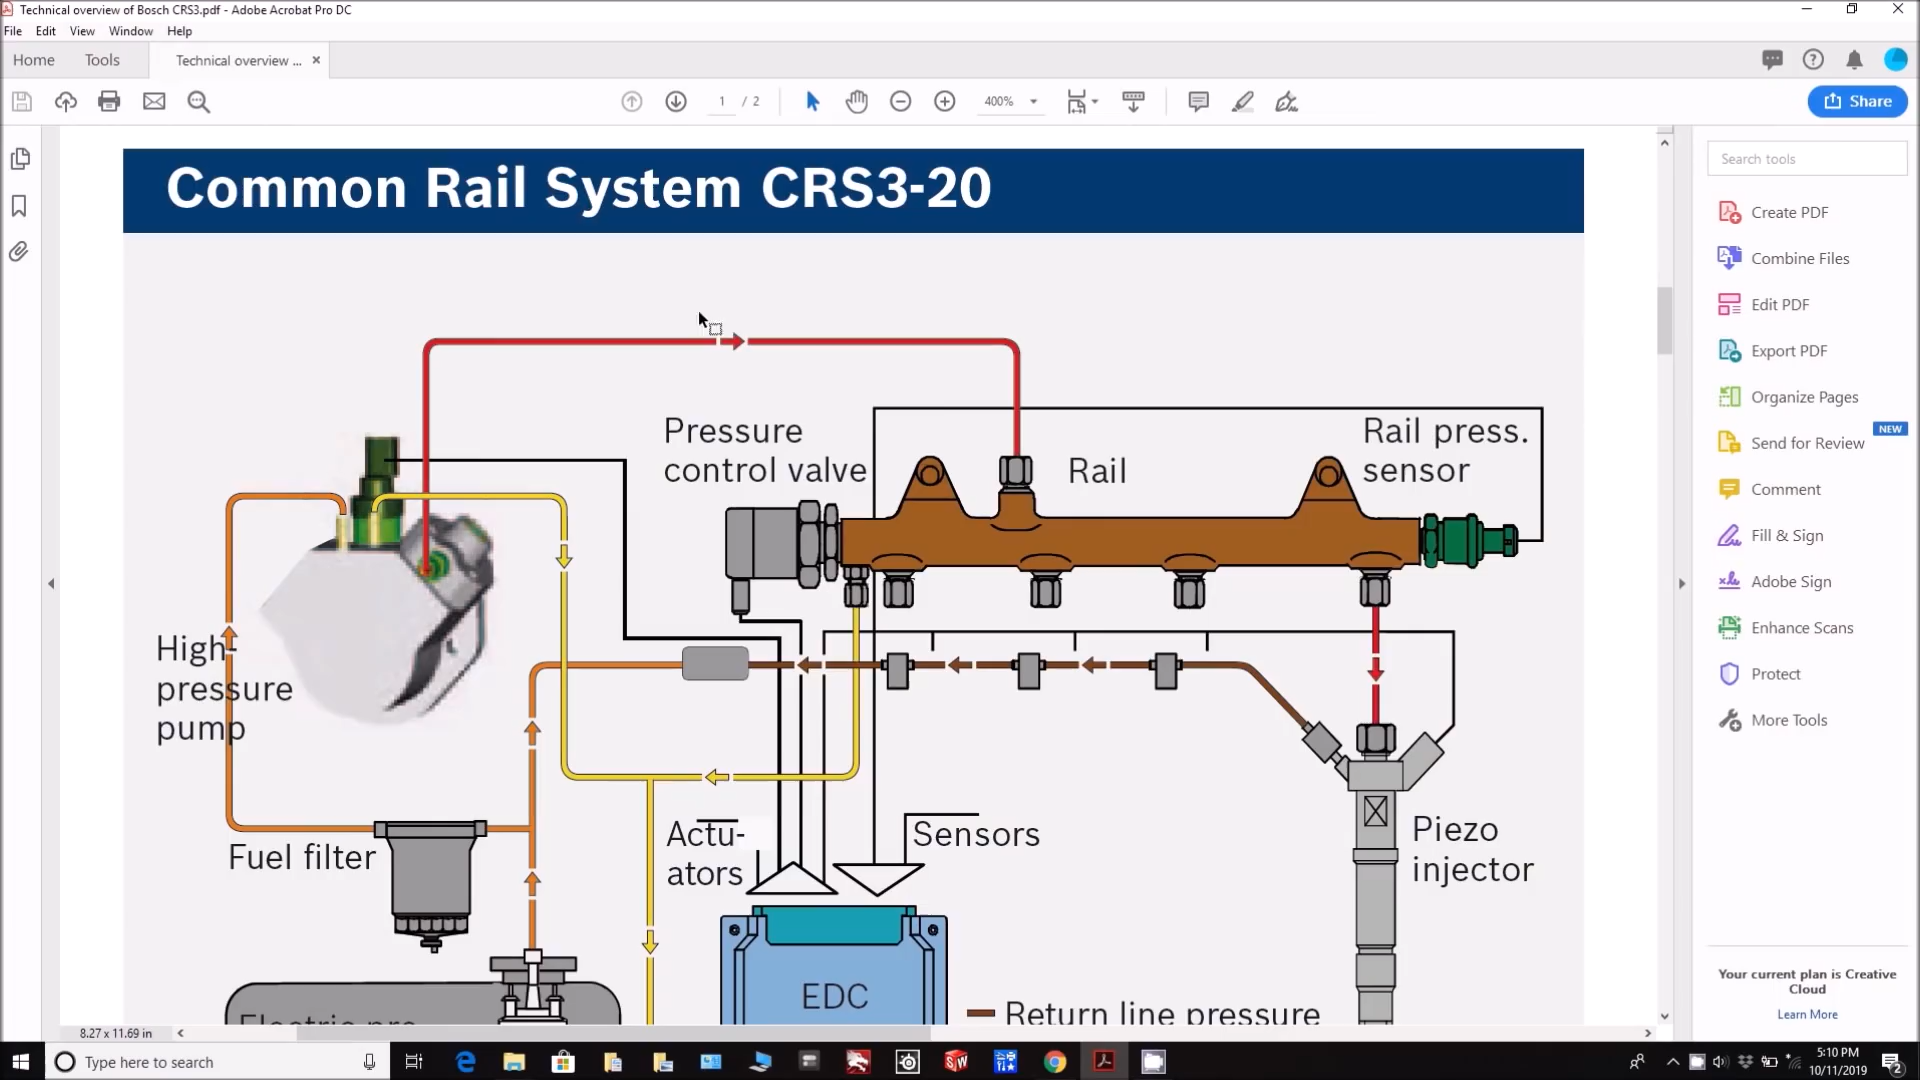 Technical overview of Bosch CRS3.pdf - Adobe Acrobat Pro DC
File Edit View Window Help
Home Tools Technical overview ... ×
1 / 2 400% Share
Common Rail System CRS3-20
Pressure
control valve
Rail
Rail press.
sensor
High-
pressure
pump
Fuel filter
Actu-
ators
Sensors
Piezo
injector
EDC
Return line pressure
Electric pre
8.27 x 11.69 in
Search tools
Create PDF
Combine Files
Edit PDF
Export PDF
Organize Pages
Send for Review NEW
Comment
Fill & Sign
Adobe Sign
Enhance Scans
Protect
More Tools
Your current plan is Creative
Cloud
Learn More
Type here to search
5:10 PM
10/11/2019
2